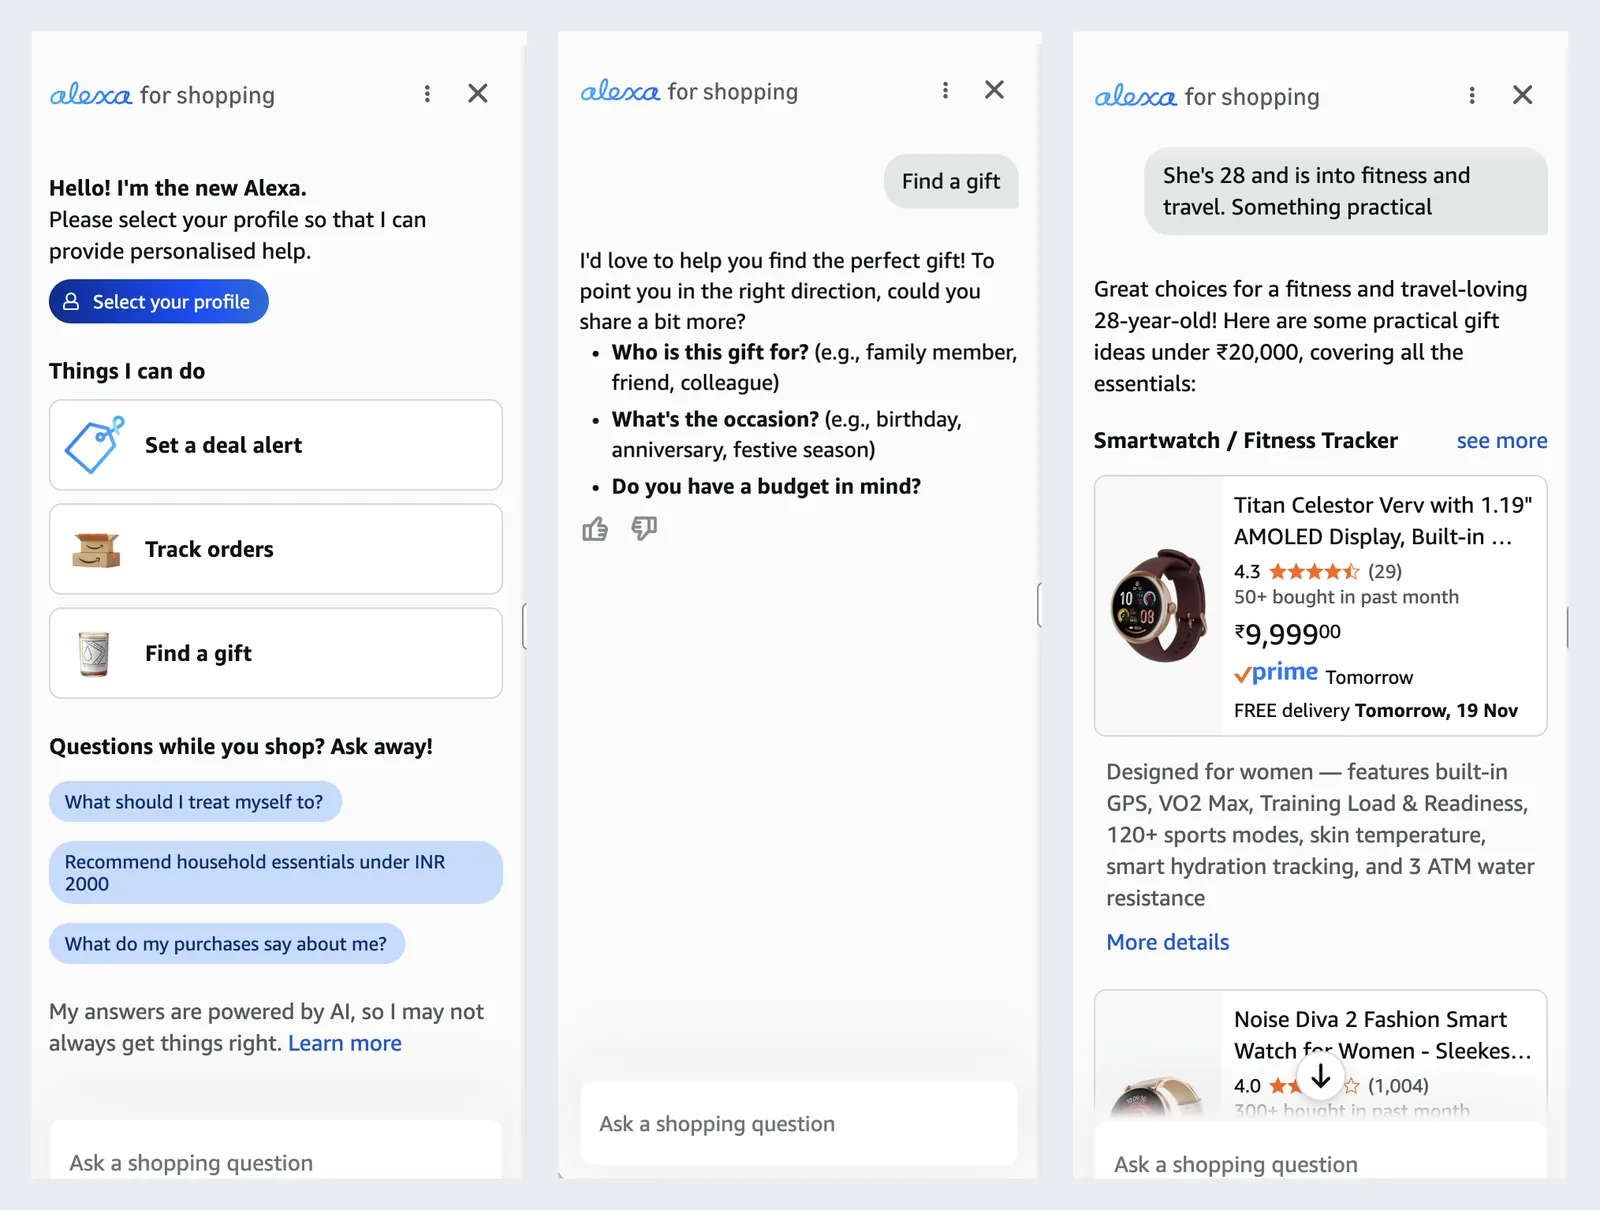 alexa for shopping
Hello! I'm the new Alexa.
Please select your profile so that I can
provide personalised help.
Select your profile
Things I can do
Set a deal alert
Track orders
Find a gift
Questions while you shop? Ask away!
What should I treat myself to?
Recommend household essentials under INR
2000
What do my purchases say about me?
My answers are powered by AI, so I may not
always get things right. Learn more
Ask a shopping question
alexa for shopping
Find a gift
I'd love to help you find the perfect gift! To
point you in the right direction, could you
share a bit more?
• Who is this gift for? (e.g., family member,
friend, colleague)
• What's the occasion? (e.g., birthday,
anniversary, festive season)
• Do you have a budget in mind?
Ask a shopping question
alexa for shopping
She's 28 and is into fitness and
travel. Something practical
Great choices for a fitness and travel-loving
28-year-old! Here are some practical gift
ideas under ₹20,000, covering all the
essentials:
Smartwatch / Fitness Tracker see more
10
08
Titan Celestor Verv with 1.19"
AMOLED Display, Built-in ...
4.3 (29)
50+ bought in past month
₹9,99900
prime Tomorrow
FREE delivery Tomorrow, 19 Nov
Designed for women — features built-in
GPS, VO2 Max, Training Load & Readiness,
120+ sports modes, skin temperature,
smart hydration tracking, and 3 ATM water
resistance
More details
Noise Diva 2 Fashion Smart
Watch for Women - Sleekes...
4.0 (1,004)
300+ bought in past month
Ask a shopping question